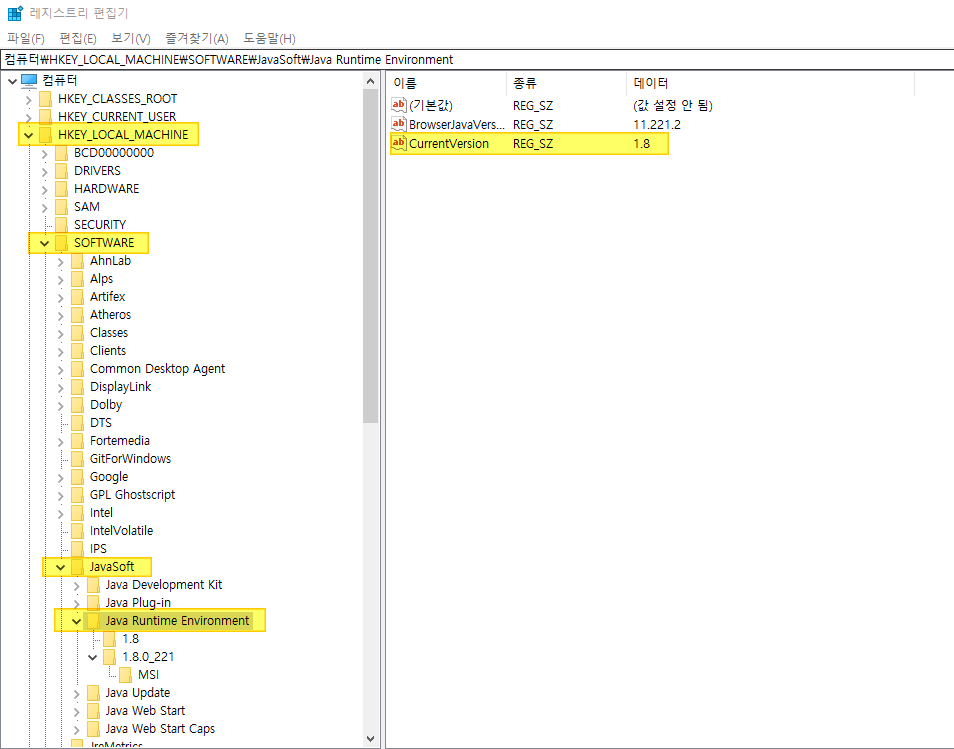 레지스트리 편집기
파일(F) 편집(E) 보기(V) 즐겨찾기(A) 도움말(H)
컴퓨터₩HKEY_LOCAL_MACHINE₩SOFTWARE₩JavaSoft₩Java Runtime Environment
컴퓨터
HKEY_CLASSES_ROOT
HKEY_CURRENT_USER
HKEY_LOCAL_MACHINE
BCD00000000
DRIVERS
HARDWARE
SAM
SECURITY
SOFTWARE
AhnLab
Alps
Artifex
Atheros
Classes
Clients
Common Desktop Agent
DisplayLink
Dolby
DTS
Fortemedia
GitForWindows
Google
GPL Ghostscript
Intel
IntelVolatile
IPS
JavaSoft
Java Development Kit
Java Plug-in
Java Runtime Environment
1.8
1.8.0_221
MSI
Java Update
Java Web Start
Java Web Start Caps
JreMetrics
이름 종류 데이터
ab (기본값) REG_SZ (값 설정 안 됨)
ab BrowserJavaVers... REG_SZ 11.221.2
ab CurrentVersion REG_SZ 1.8